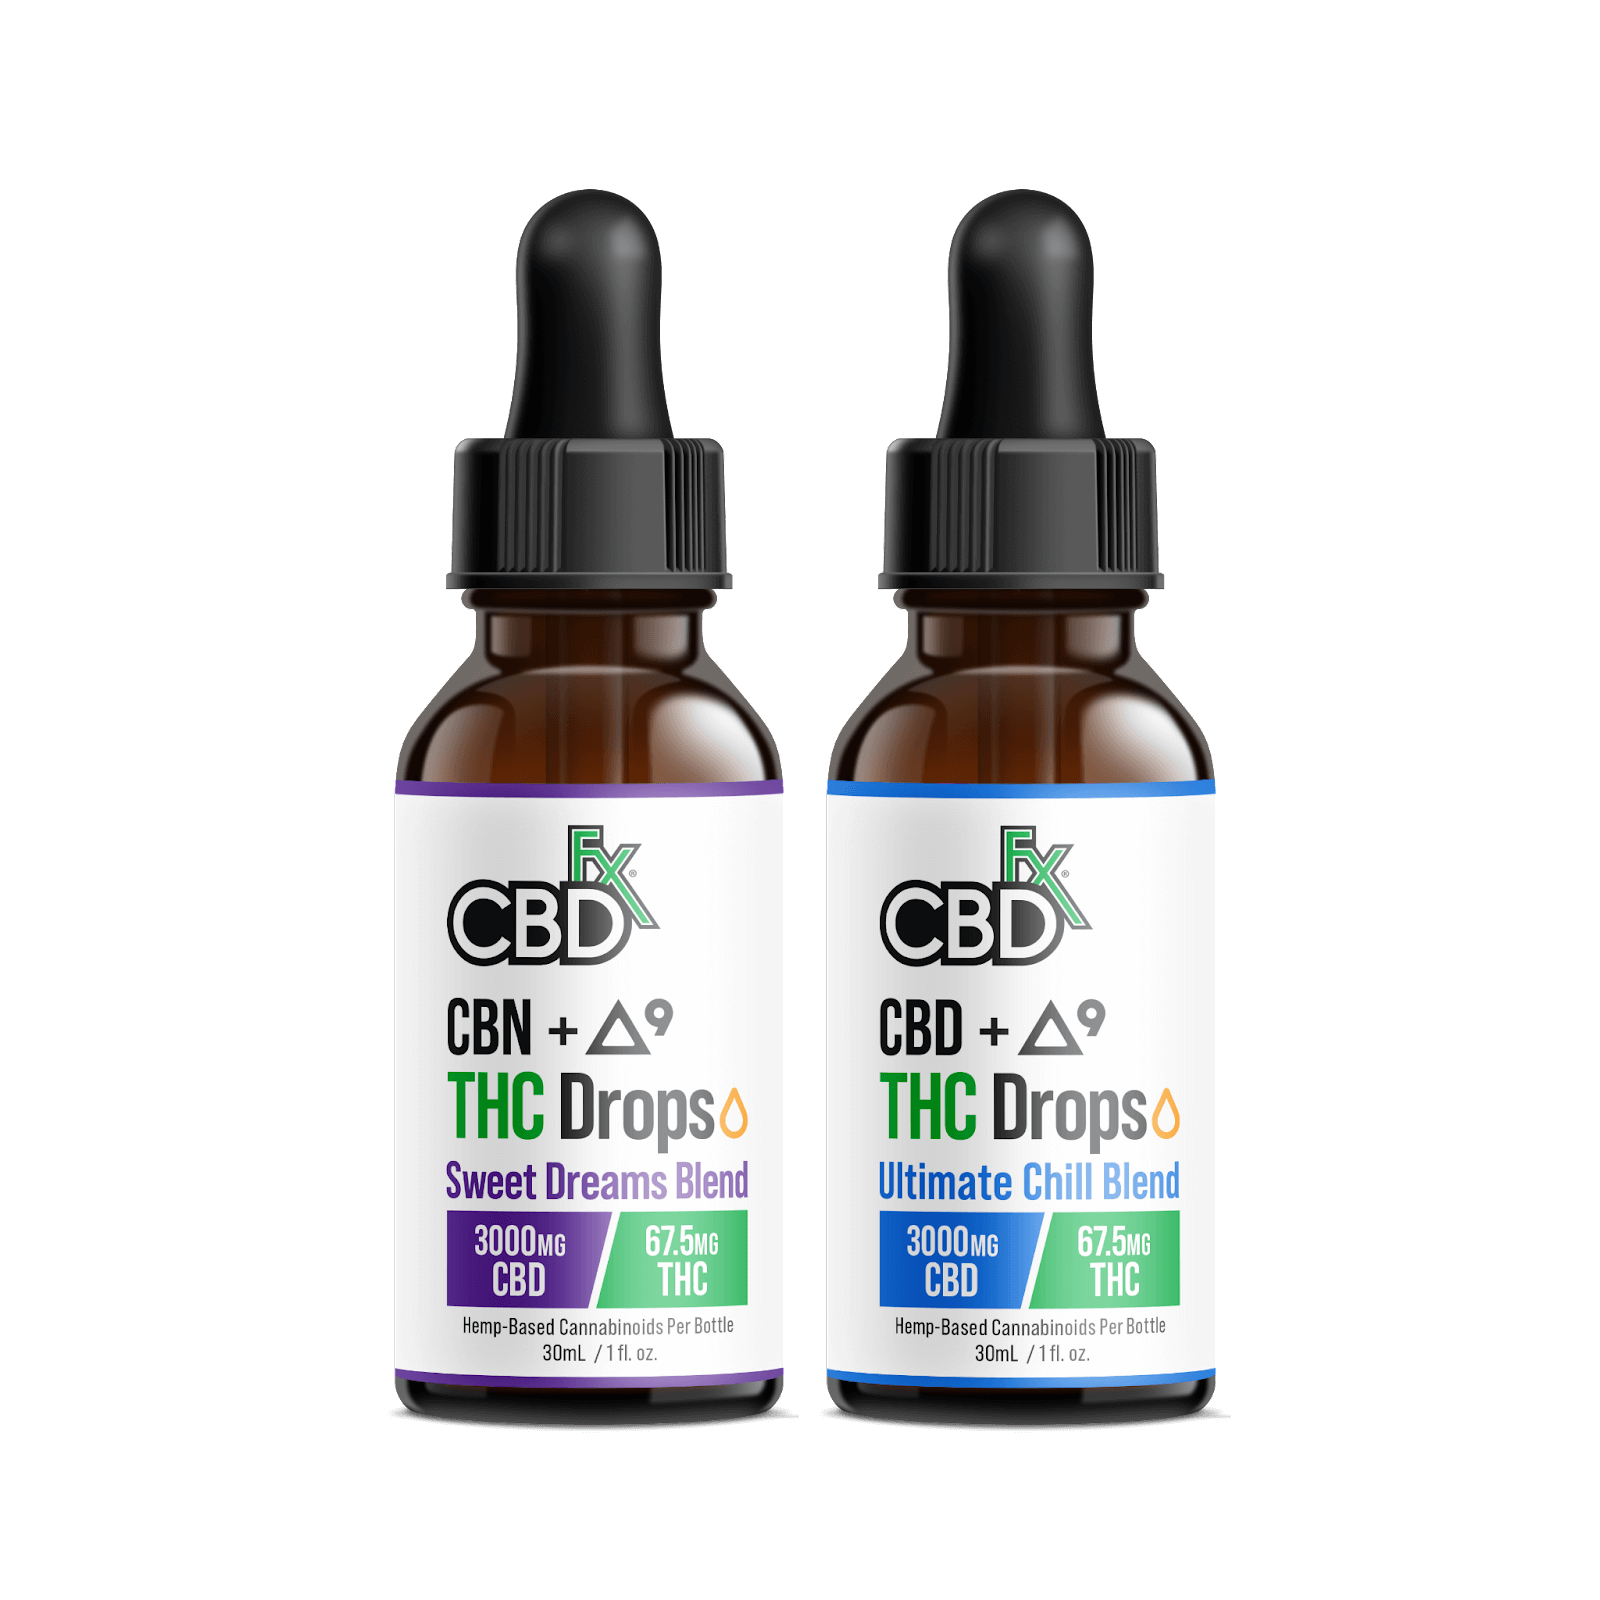 CBDFx®
CBN + Δ9
THC Drops
Sweet Dreams Blend
3000MG
CBD
67.5MG
THC
Hemp-Based Cannabinoids Per Bottle
30mL / 1 fl. oz.
CBDFx®
CBD + Δ9
THC Drops
Ultimate Chill Blend
3000MG
CBD
67.5MG
THC
Hemp-Based Cannabinoids Per Bottle
30mL / 1 fl. oz.